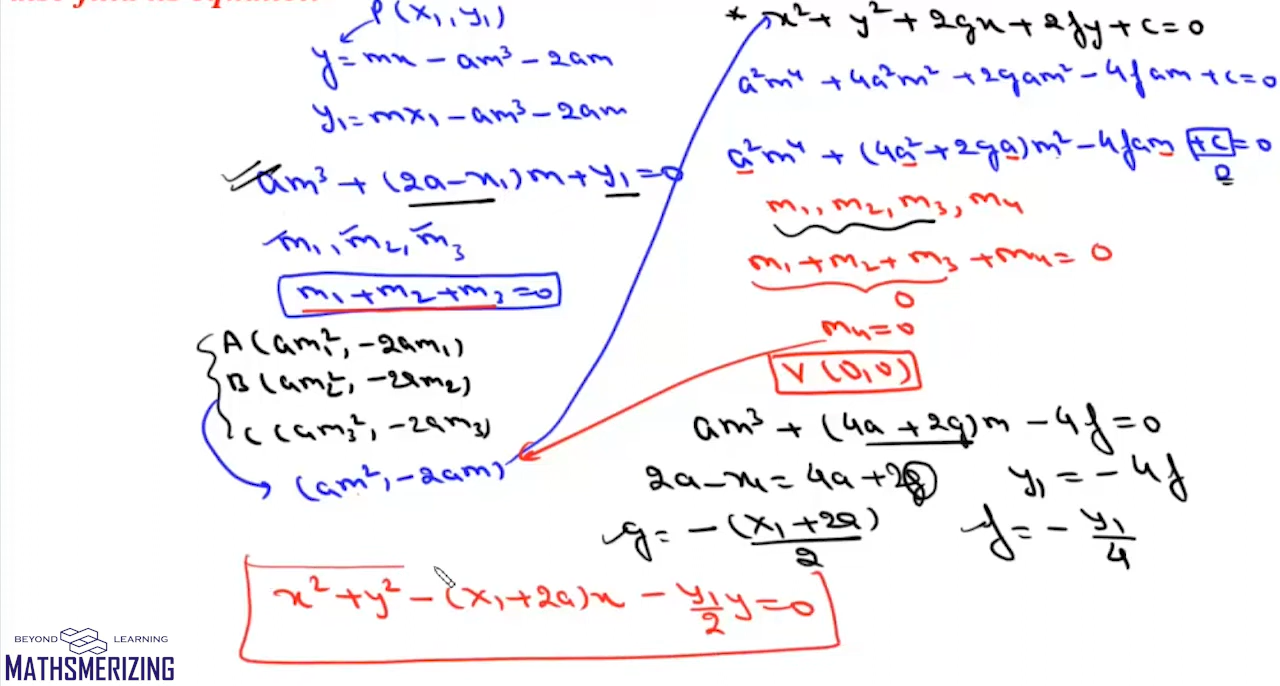 P(x₁, y₁)
y = mx - am³ - 2am
y₁ = mx₁ - am³ - 2am
am³ + (2a - x₁)m + y₁ = 0
m₁, m₂, m₃
m₁ + m₂ + m₃ = 0
A (am₁², -2am₁)
B (am₂², -2am₂)
C (am₃², -2am₃)
(am², -2am)
* x² + y² + 2gx + 2fy + c = 0
a²m⁴ + 4a²m² + 2gam² - 4fam + c = 0
a²m⁴ + (4a² + 2ga)m² - 4fam + c = 0
0
m₁, m₂, m₃, m₄
m₁ + m₂ + m₃ + m₄ = 0
0
m₄ = 0
V (0,0)
am³ + (4a + 2g)m - 4f = 0
2a - x₁ = 4a + 2g
y₁ = - 4f
g = - (x₁ + 2a)/2
f = - y₁/4
x² + y² - (x₁ + 2a)x - y₁/2 y = 0
BEYOND LEARNING
MATHSMERIZING